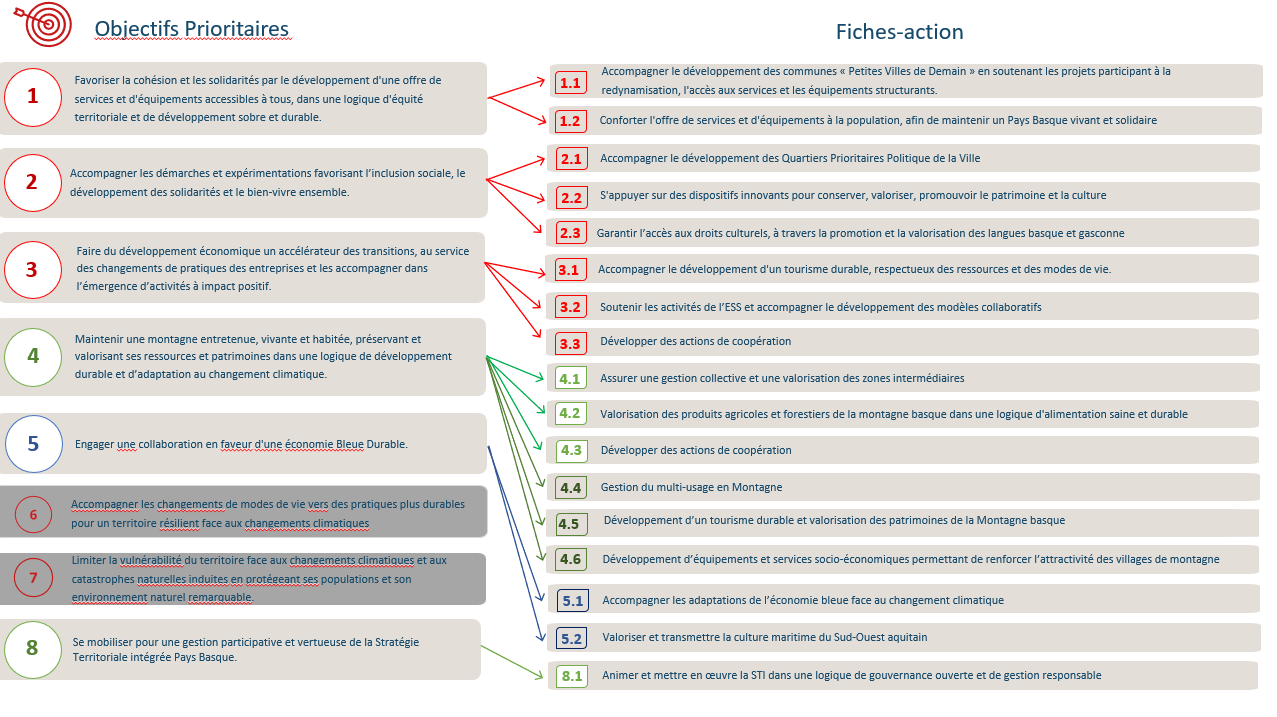 Objectifs Prioritaires
1
Favoriser la cohésion et les solidarités par le développement d'une offre de
services et d'équipements accessibles à tous, dans une logique d'équité
territoriale et de développement sobre et durable.
2
Accompagner les démarches et expérimentations favorisant l'inclusion sociale, le
développement des solidarités et le bien-vivre ensemble.
3
Faire du développement économique un accélérateur des transitions, au service
des changements de pratiques des entreprises et les accompagner dans
l'émergence d'activités à impact positif.
4
Maintenir une montagne entretenue, vivante et habitée, préservant et
valorisant ses ressources et patrimoines dans une logique de développement
durable et d'adaptation au changement climatique.
5
Engager une collaboration en faveur d'une économie Bleue Durable.
6
Accompagner les changements de modes de vie vers des pratiques plus durables
pour un territoire résilient face aux changements climatiques
7
Limiter la vulnérabilité du territoire face aux changements climatiques et aux
catastrophes naturelles induites en protégeant ses populations et son
environnement naturel remarquable.
8
Se mobiliser pour une gestion participative et vertueuse de la Stratégie
Territoriale intégrée Pays Basque.
Fiches-action
1.1
Accompagner le développement des communes « Petites Villes de Demain » en soutenant les projets participant à la
redynamisation, l'accès aux services et les équipements structurants.
1.2
Conforter l'offre de services et d'équipements à la population, afin de maintenir un Pays Basque vivant et solidaire
2.1
Accompagner le développement des Quartiers Prioritaires Politique de la Ville
2.2
S'appuyer sur des dispositifs innovants pour conserver, valoriser, promouvoir le patrimoine et la culture
2.3
Garantir l'accès aux droits culturels, à travers la promotion et la valorisation des langues basque et gasconne
3.1
Accompagner le développement d'un tourisme durable, respectueux des ressources et des modes de vie.
3.2
Soutenir les activités de l'ESS et accompagner le développement des modèles collaboratifs
3.3
Développer des actions de coopération
4.1
Assurer une gestion collective et une valorisation des zones intermédiaires
4.2
Valorisation des produits agricoles et forestiers de la montagne basque dans une logique d'alimentation saine et durable
4.3
Développer des actions de coopération
4.4
Gestion du multi-usage en Montagne
4.5
Développement d'un tourisme durable et valorisation des patrimoines de la Montagne basque
4.6
Développement d'équipements et services socio-économiques permettant de renforcer l'attractivité des villages de montagne
5.1
Accompagner les adaptations de l'économie bleue face au changement climatique
5.2
Valoriser et transmettre la culture maritime du Sud-Ouest aquitain
8.1
Animer et mettre en œuvre la STI dans une logique de gouvernance ouverte et de gestion responsable